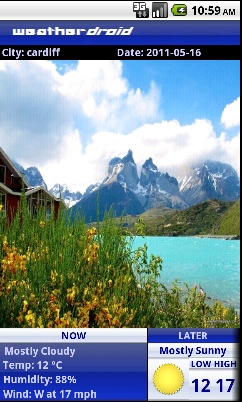 3G 10:59 AM
weatherdroid
City: cardiff Date: 2011-05-16
NOW
Mostly Cloudy
Temp: 12 °C
Humidity: 88%
Wind: W at 17 mph
LATER
Mostly Sunny
LOW HIGH
12 17